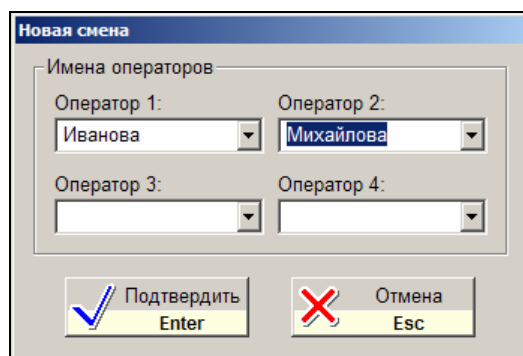 Новая смена
Имена операторов
Оператор 1: Оператор 2:
Иванова Михайлова
Оператор 3: Оператор 4:
Подтвердить Отмена
Enter Esc